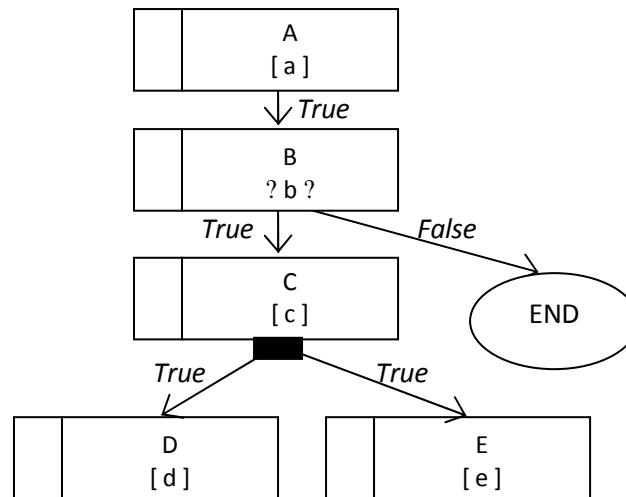 A
[ a ]
True
B
? b ?
True
False
C
[ c ]
END
True
True
D
[ d ]
E
[ e ]